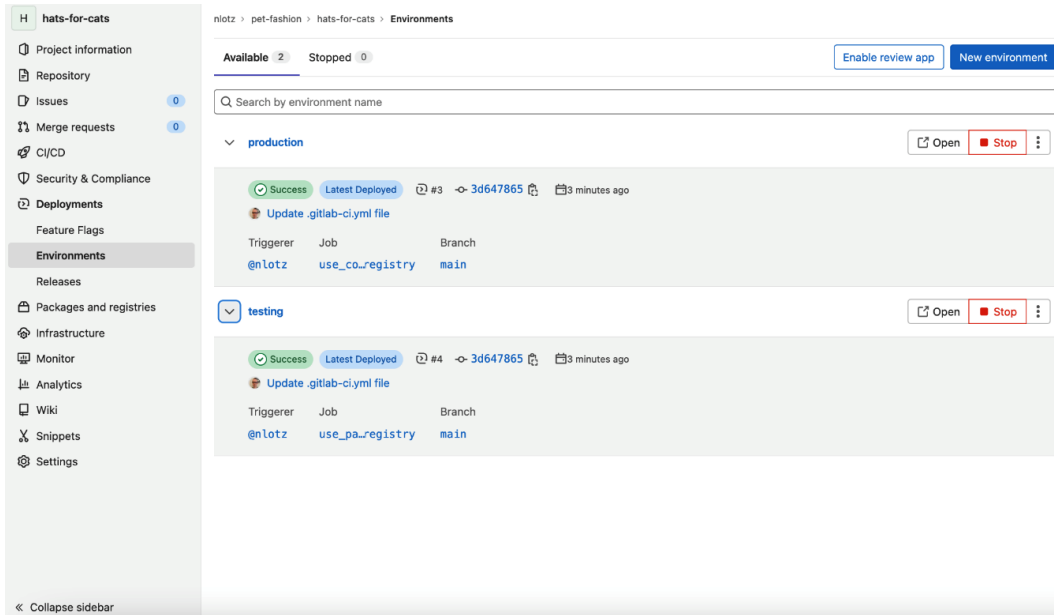 H hats-for-cats
Project information
Repository
Issues 0
Merge requests 0
CI/CD
Security & Compliance
Deployments
Feature Flags
Environments
Releases
Packages and registries
Infrastructure
Monitor
Analytics
Wiki
Snippets
Settings
« Collapse sidebar
nlotz > pet-fashion > hats-for-cats > Environments
Available 2 Stopped 0 Enable review app New environment
Search by environment name
production Open Stop
Success Latest Deployed #3 3d647865 3 minutes ago
Update .gitlab-ci.yml file
Triggerer Job Branch
@nlotz use_co…registry main
testing Open Stop
Success Latest Deployed #4 3d647865 3 minutes ago
Update .gitlab-ci.yml file
Triggerer Job Branch
@nlotz use_pa…registry main